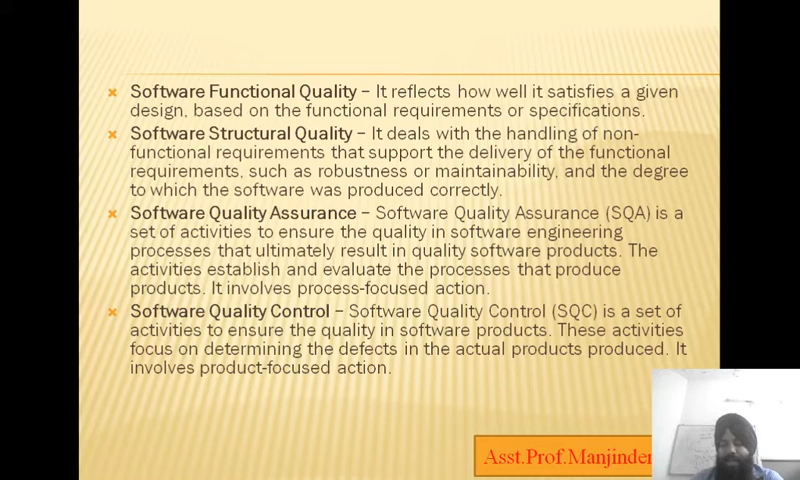 Software Functional Quality – It reflects how well it satisfies a given
design, based on the functional requirements or specifications.
Software Structural Quality – It deals with the handling of non-
functional requirements that support the delivery of the functional
requirements, such as robustness or maintainability, and the degree
to which the software was produced correctly.
Software Quality Assurance – Software Quality Assurance (SQA) is a
set of activities to ensure the quality in software engineering
processes that ultimately result in quality software products. The
activities establish and evaluate the processes that produce
products. It involves process-focused action.
Software Quality Control – Software Quality Control (SQC) is a set of
activities to ensure the quality in software products. These activities
focus on determining the defects in the actual products produced. It
involves product-focused action.
Asst.Prof.Manjinder